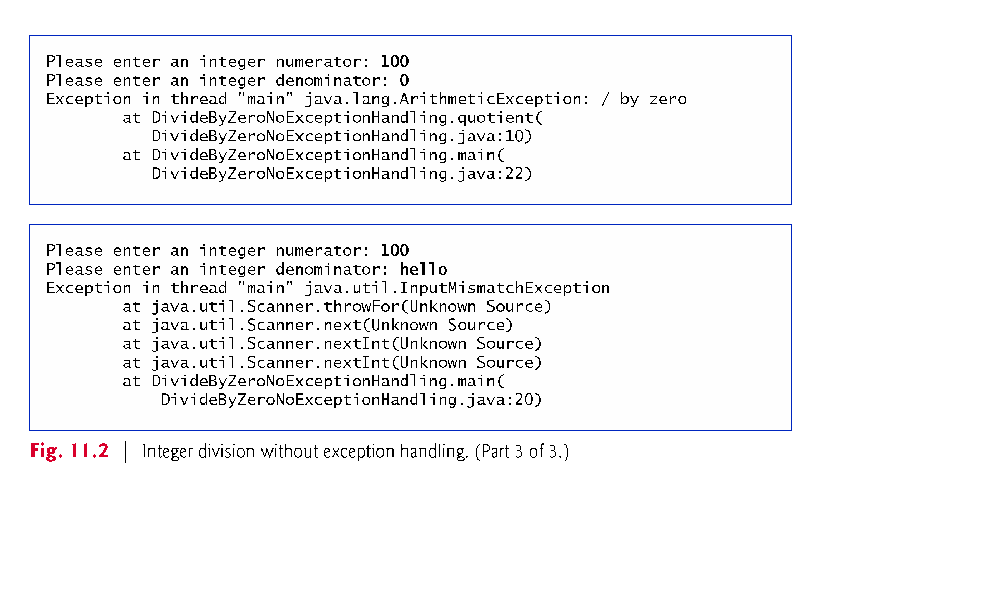 Please enter an integer numerator: 100
Please enter an integer denominator: 0
Exception in thread "main" java.lang.ArithmeticException: / by zero
        at DivideByZeroNoExceptionHandling.quotient(
           DivideByZeroNoExceptionHandling.java:10)
        at DivideByZeroNoExceptionHandling.main(
           DivideByZeroNoExceptionHandling.java:22)
Please enter an integer numerator: 100
Please enter an integer denominator: hello
Exception in thread "main" java.util.InputMismatchException
        at java.util.Scanner.throwFor(Unknown Source)
        at java.util.Scanner.next(Unknown Source)
        at java.util.Scanner.nextInt(Unknown Source)
        at java.util.Scanner.nextInt(Unknown Source)
        at DivideByZeroNoExceptionHandling.main(
            DivideByZeroNoExceptionHandling.java:20)
Fig. 11.2 | Integer division without exception handling. (Part 3 of 3.)